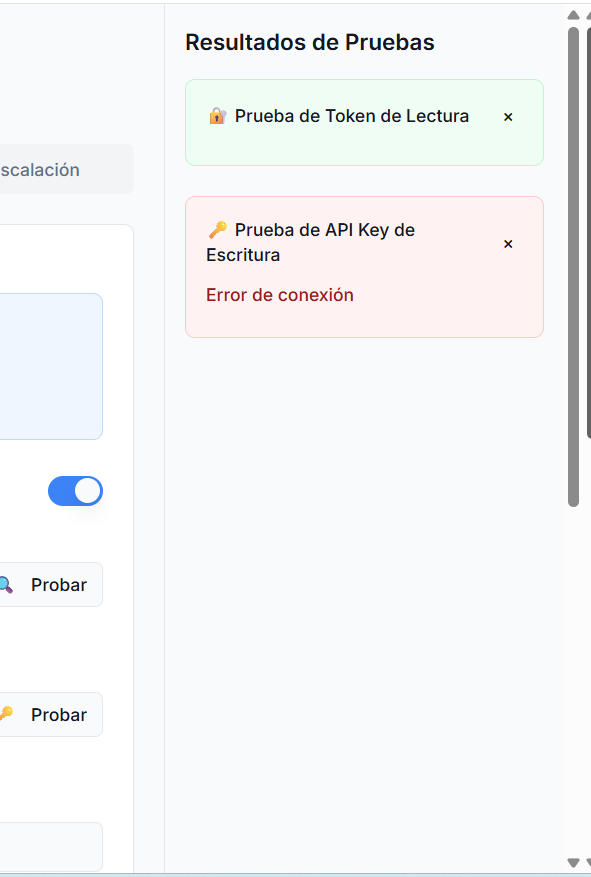 Resultados de Pruebas
🔐 Prueba de Token de Lectura ×
scalación
🔑 Prueba de API Key de
Escritura
×
Error de conexión
🔍 Probar
🔑 Probar